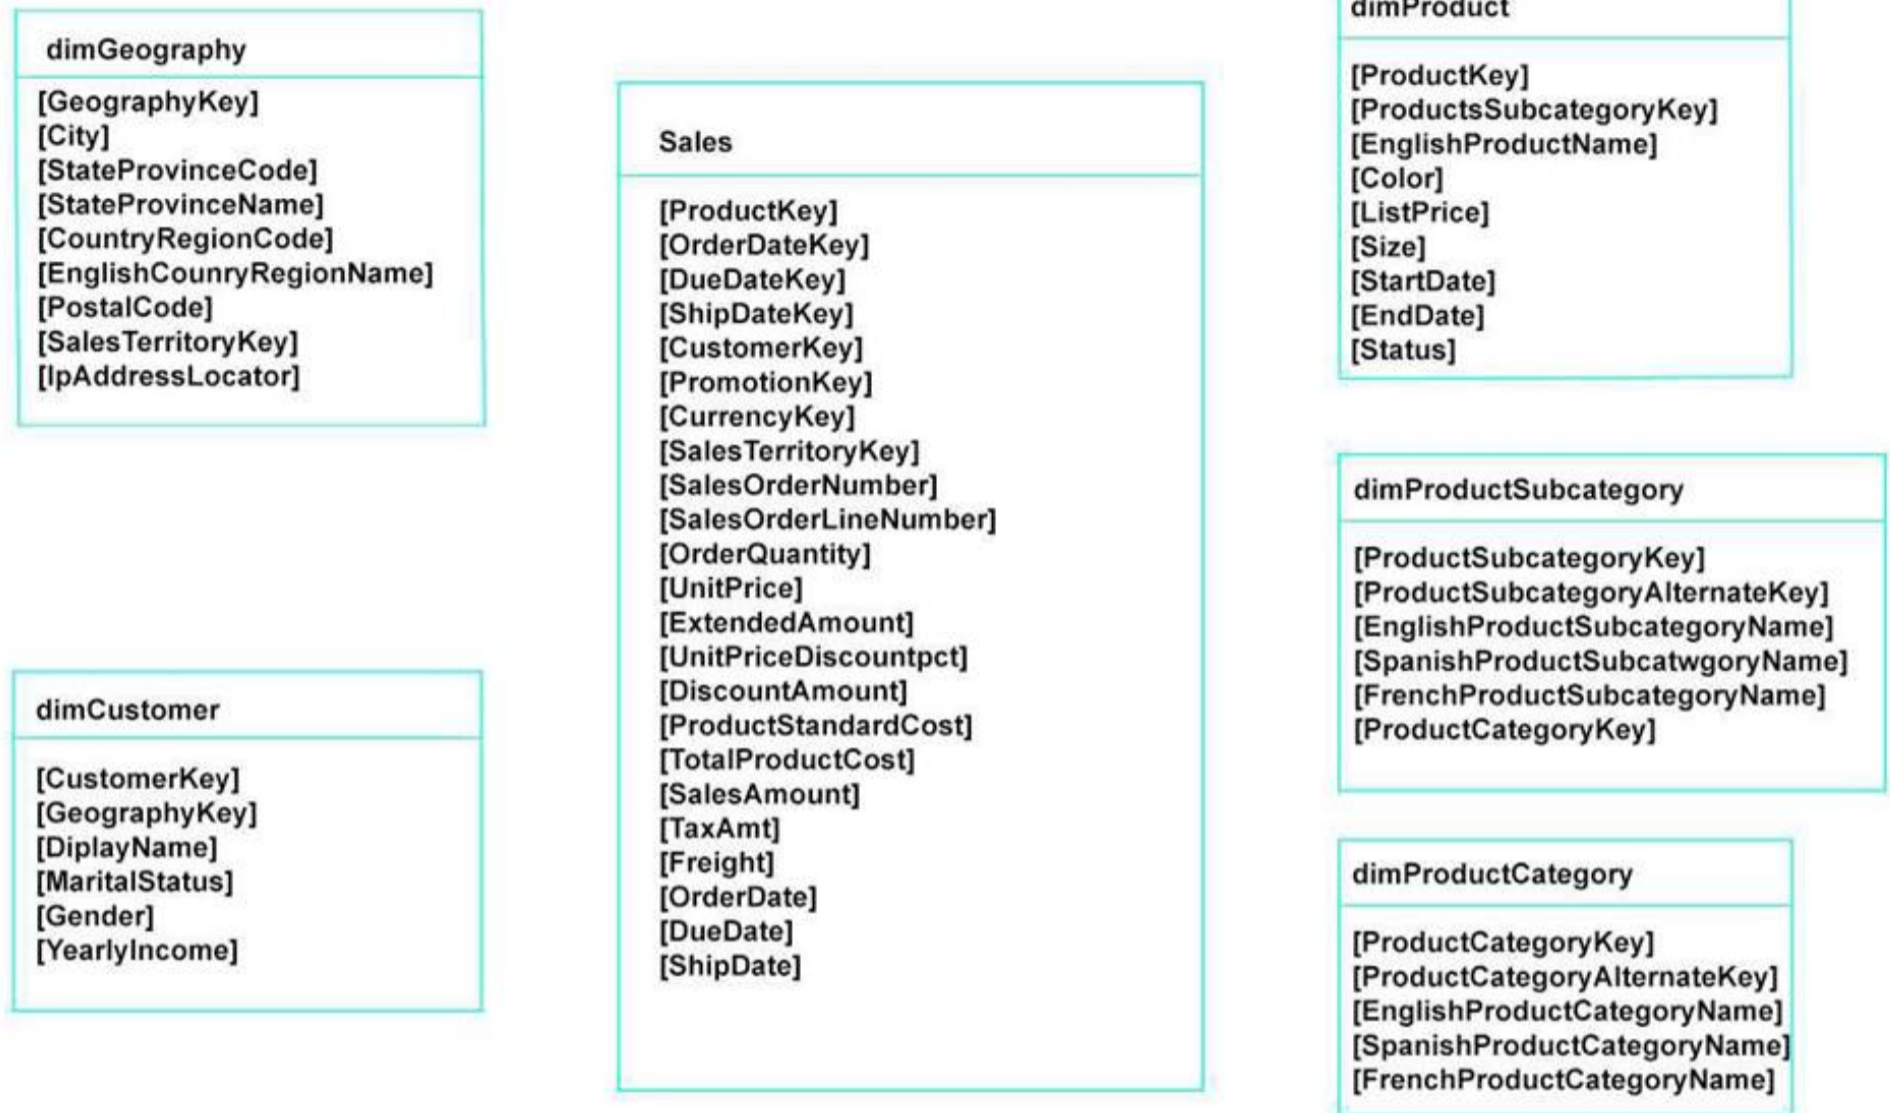 dimGeography
[GeographyKey]
[City]
[StateProvinceCode]
[StateProvinceName]
[CountryRegionCode]
[EnglishCounryRegionName]
[PostalCode]
[SalesTerritoryKey]
[IpAddressLocator]
dimCustomer
[CustomerKey]
[GeographyKey]
[DiplayName]
[MaritalStatus]
[Gender]
[YearlyIncome]
Sales
[ProductKey]
[OrderDateKey]
[DueDateKey]
[ShipDateKey]
[CustomerKey]
[PromotionKey]
[CurrencyKey]
[SalesTerritoryKey]
[SalesOrderNumber]
[SalesOrderLineNumber]
[OrderQuantity]
[UnitPrice]
[ExtendedAmount]
[UnitPriceDiscountpct]
[DiscountAmount]
[ProductStandardCost]
[TotalProductCost]
[SalesAmount]
[TaxAmt]
[Freight]
[OrderDate]
[DueDate]
[ShipDate]
dimProduct
[ProductKey]
[ProductsSubcategoryKey]
[EnglishProductName]
[Color]
[ListPrice]
[Size]
[StartDate]
[EndDate]
[Status]
dimProductSubcategory
[ProductSubcategoryKey]
[ProductSubcategoryAlternateKey]
[EnglishProductSubcategoryName]
[SpanishProductSubcatwgoryName]
[FrenchProductSubcategoryName]
[ProductCategoryKey]
dimProductCategory
[ProductCategoryKey]
[ProductCategoryAlternateKey]
[EnglishProductCategoryName]
[SpanishProductCategoryName]
[FrenchProductCategoryName]